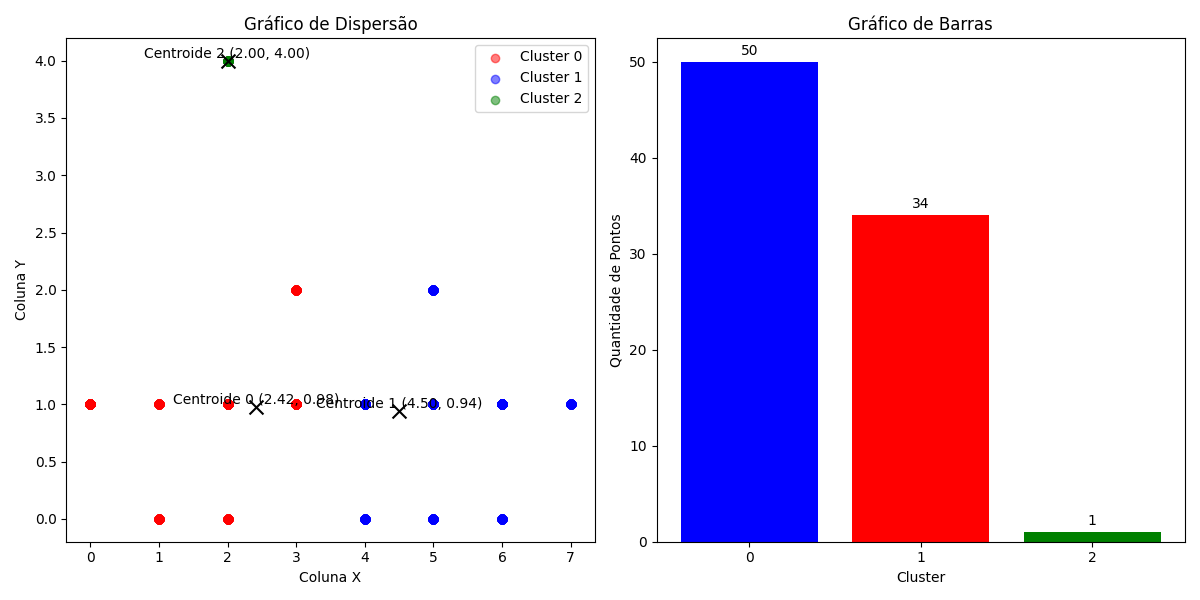 Gráfico de Dispersão
Centroide 2 (2.00, 4.00)
Cluster 0
Cluster 1
Cluster 2
Centroide 0 (2.42, 0.98)
Centroide 1 (4.50, 0.94)
4.0
3.5
3.0
2.5
2.0
1.5
1.0
0.5
0.0
Coluna Y
0 1 2 3 4 5 6 7
Coluna X
Gráfico de Barras
50
34
1
50
40
30
20
10
0
Quantidade de Pontos
0 1 2
Cluster